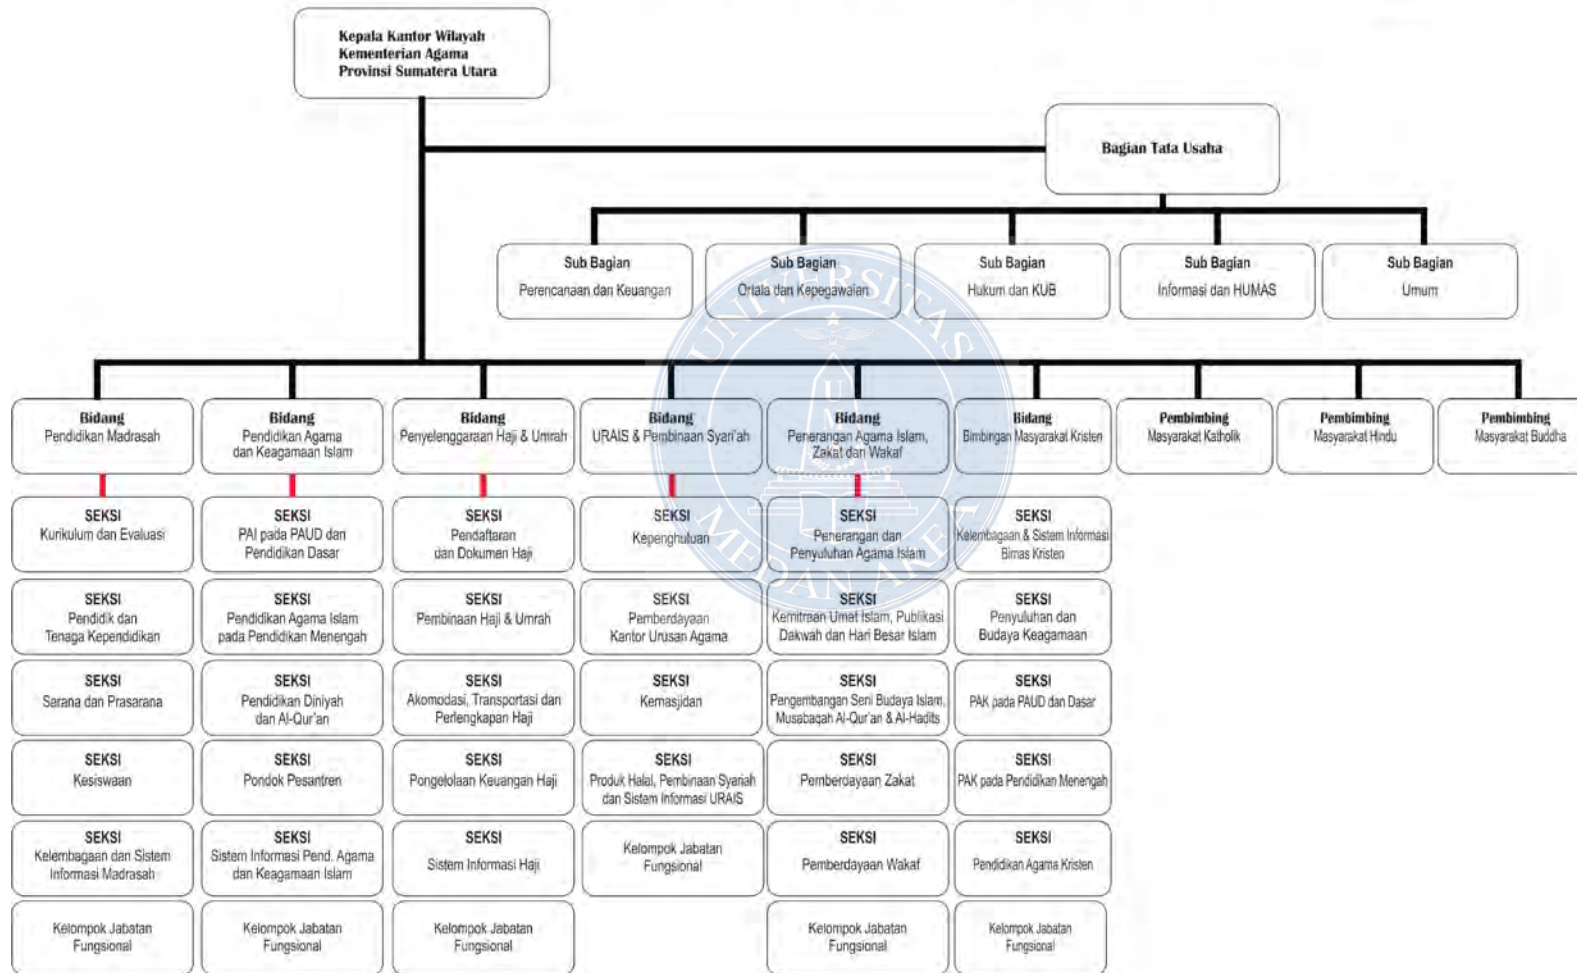 Kepala Kantor Wilayah
Kementerian Agama
Provinsi Sumatera Utara
Bagian Tata Usaha
Sub Bagian
Perencanaan dan Keuangan
Sub Bagian
Ortala dan Kepegawaian
Sub Bagian
Hukum dan KUB
Sub Bagian
Informasi dan HUMAS
Sub Bagian
Umum
UNIVERSITAS
MEDAN AREA
Bidang
Pendidikan Madrasah
Bidang
Pendidikan Agama
dan Keagamaan Islam
Bidang
Penyelenggaraan Haji & Umrah
Bidang
URAIS & Pembinaan Syari'ah
Bidang
Penerangan Agama Islam,
Zakat dan Wakaf
Bidang
Bimbingan Masyarakat Kristen
Pembimbing
Masyarakat Katholik
Pembimbing
Masyarakat Hindu
Pembimbing
Masyarakat Buddha
SEKSI
Kurikulum dan Evaluasi
SEKSI
PAI pada PAUD dan
Pendidikan Dasar
SEKSI
Pendaftaran
dan Dokumen Haji
SEKSI
Kepenghuluan
SEKSI
Penerangan dan
Penyuluhan Agama Islam
SEKSI
Kelembagaan & Sistem Informasi
Bimas Kristen
SEKSI
Pendidik dan
Tenaga Kependidikan
SEKSI
Pendidikan Agama Islam
pada Pendidikan Menengah
SEKSI
Pembinaan Haji & Umrah
SEKSI
Pemberdayaan
Kantor Urusan Agama
SEKSI
Kemitraan Umat Islam, Publikasi
Dakwah dan Hari Besar Islam
SEKSI
Penyuluhan dan
Budaya Keagamaan
SEKSI
Sarana dan Prasarana
SEKSI
Pendidikan Diniyah
dan Al-Qur'an
SEKSI
Akomodasi, Transportasi dan
Perlengkapan Haji
SEKSI
Kemasjidan
SEKSI
Pengembangan Seni Budaya Islam,
Musabaqah Al-Qur'an & Al-Hadits
SEKSI
PAK pada PAUD dan Dasar
SEKSI
Kesiswaan
SEKSI
Pondok Pesantren
SEKSI
Pengelolaan Keuangan Haji
SEKSI
Produk Halal, Pembinaan Syariah
dan Sistem Informasi URAIS
SEKSI
Pemberdayaan Zakat
SEKSI
PAK pada Pendidikan Menengah
SEKSI
Kelembagaan dan Sistem
Informasi Madrasah
SEKSI
Sistem Informasi Pend. Agama
dan Keagamaan Islam
SEKSI
Sistem Informasi Haji
Kelompok Jabatan
Fungsional
SEKSI
Pemberdayaan Wakaf
SEKSI
Pendidikan Agama Kristen
Kelompok Jabatan
Fungsional
Kelompok Jabatan
Fungsional
Kelompok Jabatan
Fungsional
Kelompok Jabatan
Fungsional
Kelompok Jabatan
Fungsional